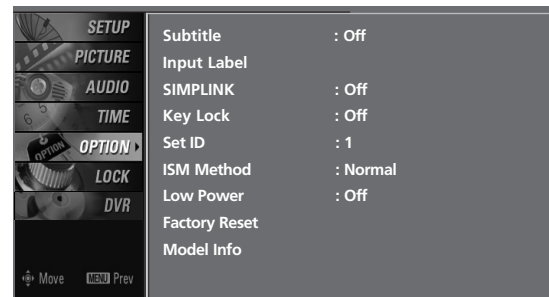 SETUP
PICTURE
AUDIO
TIME
OPTION
LOCK
DVR
Move MENU Prev
Subtitle : Off
Input Label
SIMPLINK : Off
Key Lock : Off
Set ID : 1
ISM Method : Normal
Low Power : Off
Factory Reset
Model Info